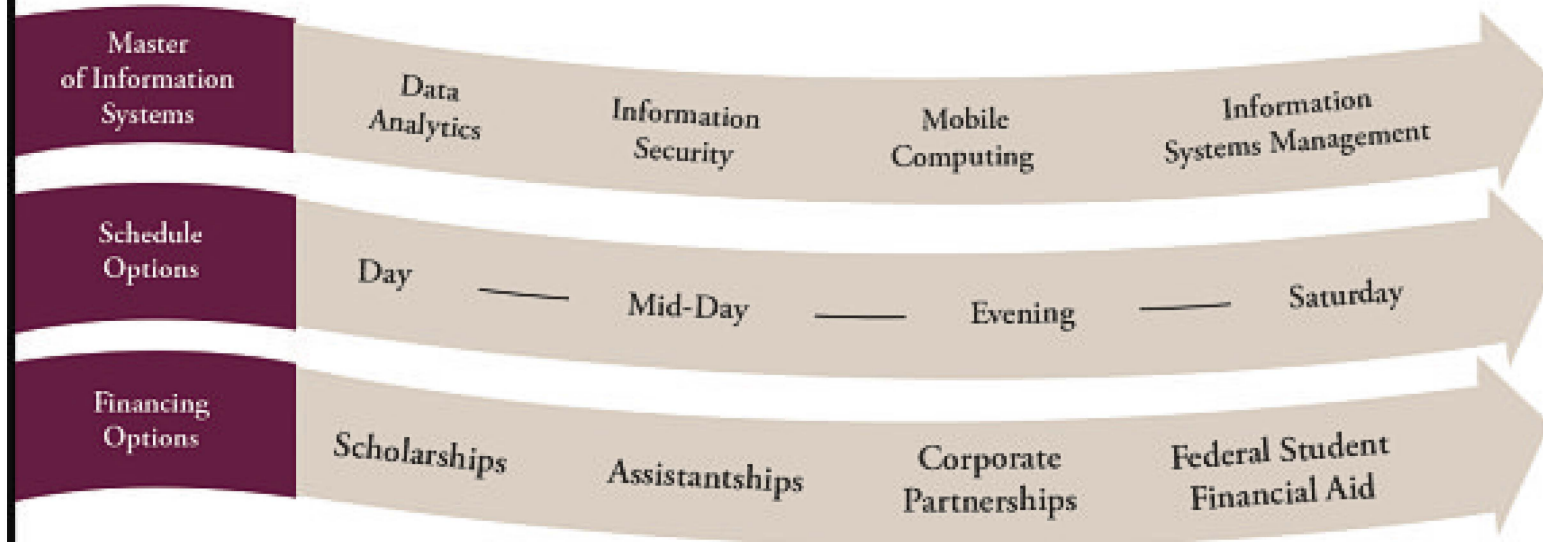 Master
of Information
Systems
Data
Analytics
Information
Security
Mobile
Computing
Information
Systems Management
Schedule
Options
Day
Mid-Day
Evening
Saturday
Financing
Options
Scholarships
Assistantships
Corporate
Partnerships
Federal Student
Financial Aid